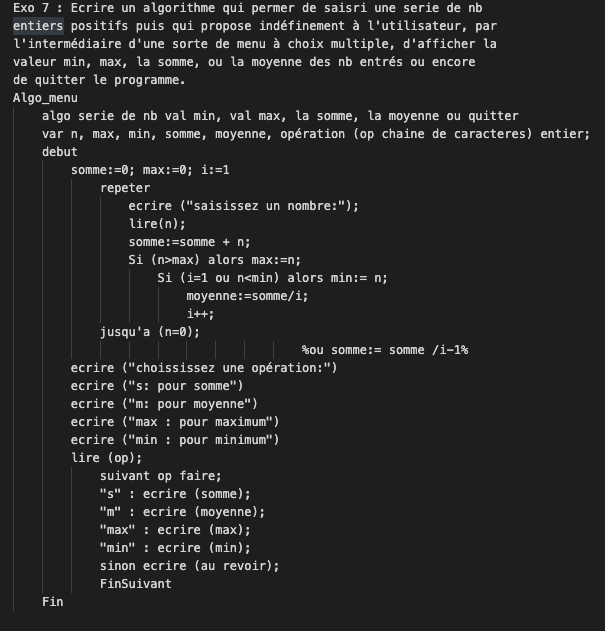 Exo 7 : Ecrire un algorithme qui permer de saisri une serie de nb
entiers positifs puis qui propose indéfinement à l'utilisateur, par
l'intermédiaire d'une sorte de menu à choix multiple, d'afficher la
valeur min, max, la somme, ou la moyenne des nb entrés ou encore
de quitter le programme.
Algo_menu
algo serie de nb val min, val max, la somme, la moyenne ou quitter
var n, max, min, somme, moyenne, opération (op chaine de caracteres) entier;
debut
somme:=0; max:=0; i:=1
repeter
ecrire ("saisissez un nombre:");
lire(n);
somme:=somme + n;
Si (n>max) alors max:=n;
Si (i=1 ou n<min) alors min:= n;
moyenne:=somme/i;
i++;
jusqu'a (n=0);
%ou somme:= somme /i-1%
ecrire ("choississez une opération:")
ecrire ("s: pour somme")
ecrire ("m: pour moyenne")
ecrire ("max : pour maximum")
ecrire ("min : pour minimum")
lire (op);
suivant op faire;
"s" : ecrire (somme);
"m" : ecrire (moyenne);
"max" : ecrire (max);
"min" : ecrire (min);
sinon ecrire (au revoir);
FinSuivant
Fin